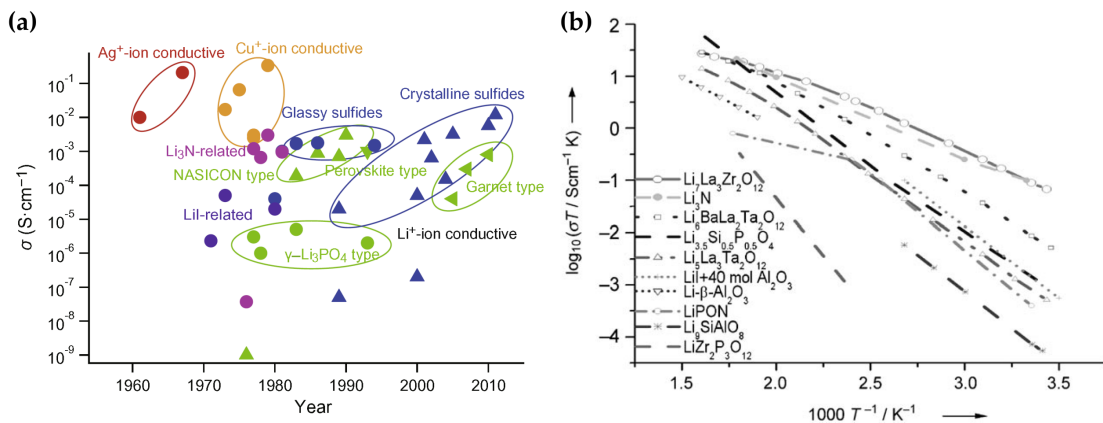 (a)
Ag⁺-ion conductive
Cu⁺-ion conductive
Crystalline sulfides
Glassy sulfides
Li₃N-related
NASICON type
Perovskite type
Garnet type
LiI-related
Li⁺-ion conductive
γ–Li₃PO₄ type
σ (S·cm⁻¹)
10⁻¹
10⁻²
10⁻³
10⁻⁴
10⁻⁵
10⁻⁶
10⁻⁷
10⁻⁸
10⁻⁹
1960 1970 1980 1990 2000 2010
Year
(b)
log₁₀(σT / Scm⁻¹ K)
2
1
0
−1
−2
−3
−4
Li₇La₃Zr₂O₁₂
Li₃N
Li₆BaLa₂Ta₂O₁₂
Li₃.₅Si₀.₅P₀.₅O₄
Li₅La₃Ta₂O₁₂
LiI+40 mol Al₂O₃
Li-β-Al₂O₃
LiPON
Li₉SiAlO₈
LiZr₂P₃O₁₂
1.5 2.0 2.5 3.0 3.5
1000 T⁻¹ / K⁻¹